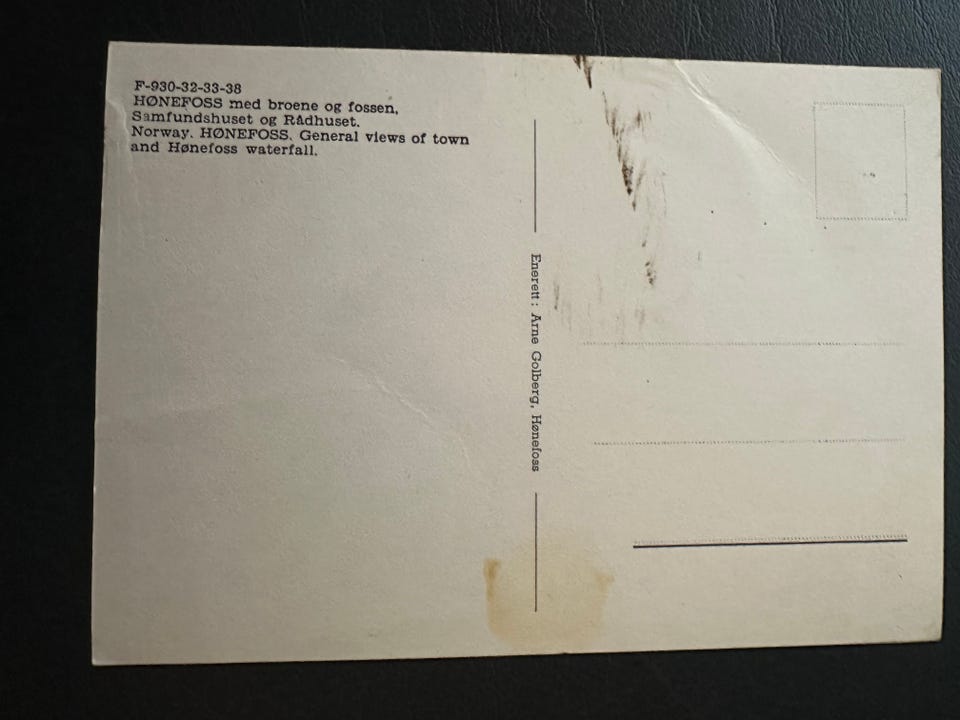 F-930-32-33-38
HØNEFOSS med broene og fossen,
Samfundshuset og Rådhuset.
Norway. HØNEFOSS. General views of town
and Hønefoss waterfall.
Enerett: Arne Golberg, Hønefoss